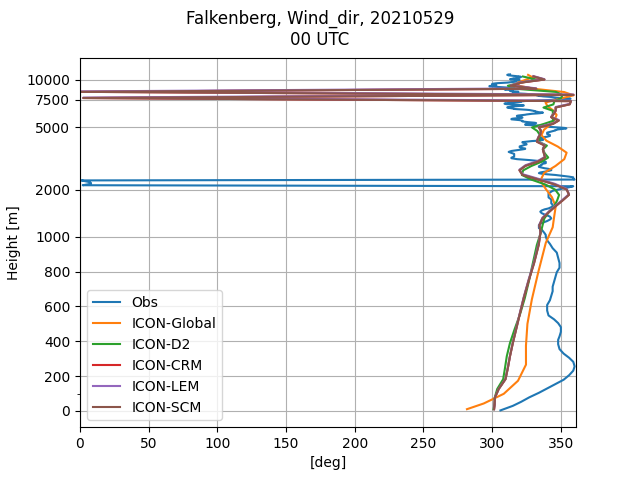 Falkenberg, Wind_dir, 20210529
00 UTC
10000
7500
5000
2000
1000
800
600
400
200
0
Height [m]
Obs
ICON-Global
ICON-D2
ICON-CRM
ICON-LEM
ICON-SCM
0 50 100 150 200 250 300 350
[deg]